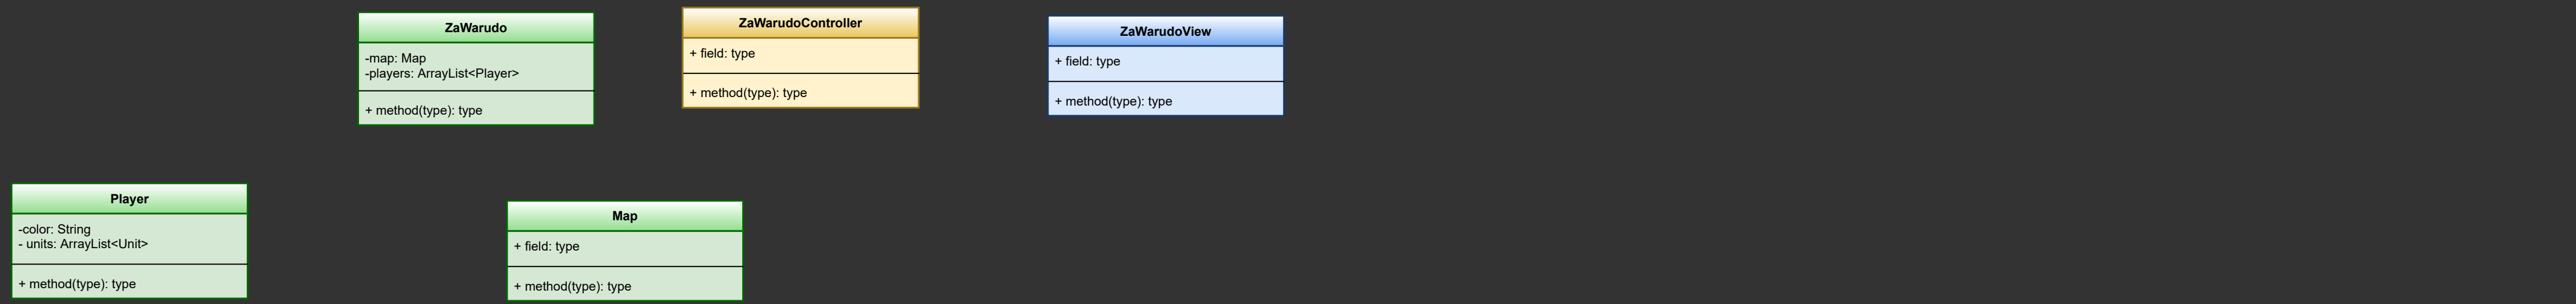 ZaWarudo
-map: Map
-players: ArrayList<Player>
+ method(type): type
ZaWarudoController
+ field: type
+ method(type): type
ZaWarudoView
+ field: type
+ method(type): type
Player
-color: String
- units: ArrayList<Unit>
+ method(type): type
Map
+ field: type
+ method(type): type